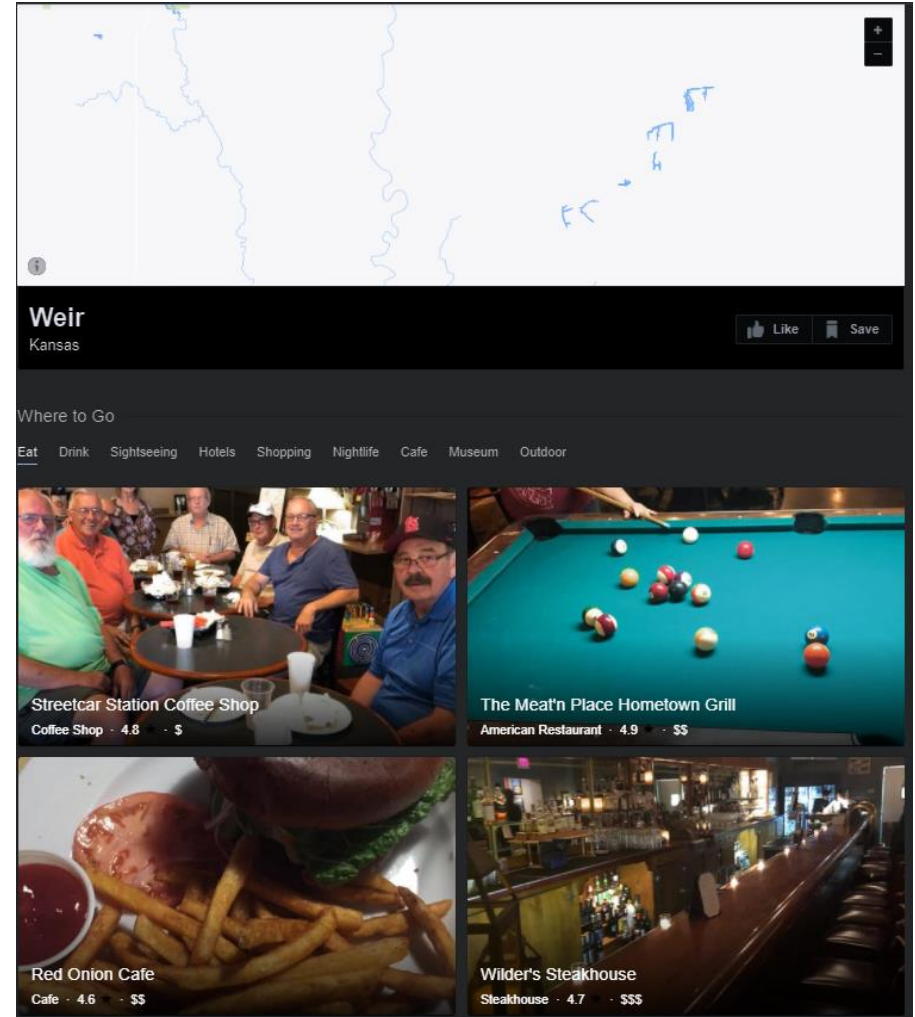 +
−
i
Weir
Kansas
Like
Save
Where to Go
Eat Drink Sightseeing Hotels Shopping Nightlife Cafe Museum Outdoor
Streetcar Station Coffee Shop
Coffee Shop · 4.8 ★ · $
The Meat'n Place Hometown Grill
American Restaurant · 4.9 ★ · $$
Red Onion Cafe
Cafe · 4.6 ★ · $$
Wilder's Steakhouse
Steakhouse · 4.7 ★ · $$$